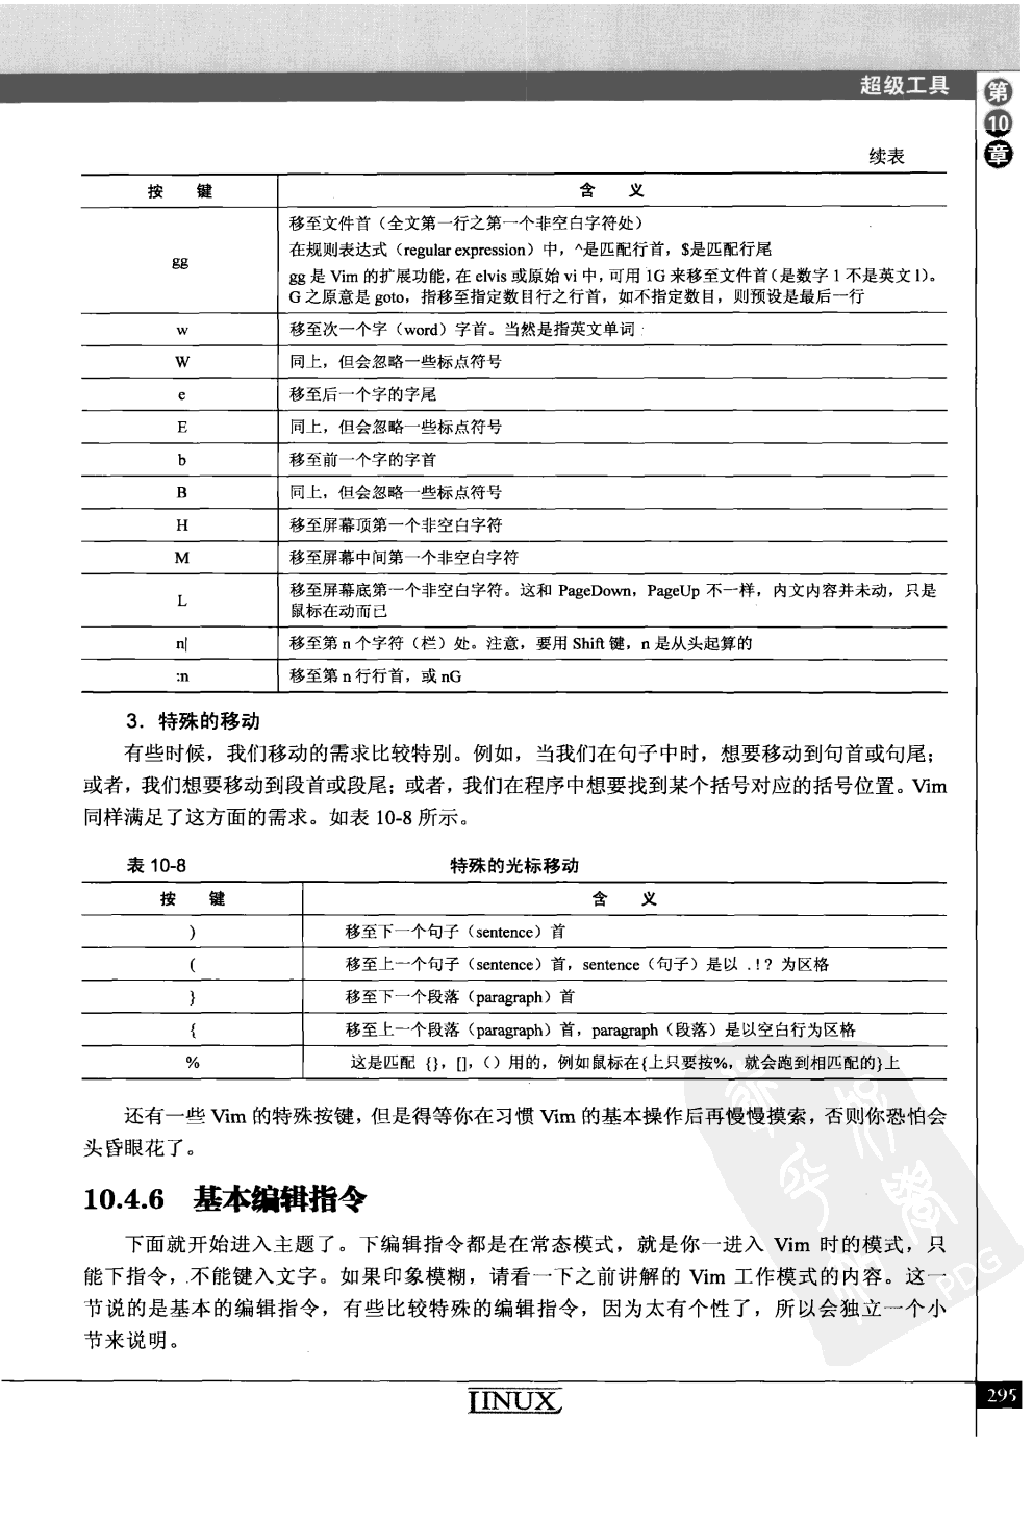 超级工具
第10章
续表
按 键 含 义
移至文件首（全文第一行之第一个非空白字符处）
在规则表达式（regular expression）中，^是匹配行首，$是匹配行尾
gg
gg 是 Vim 的扩展功能，在 elvis 或原始 vi 中，可用 1G 来移至文件首（是数字 1 不是英文 l）。
G 之原意是 goto，指移至指定数目行之行首，如不指定数目，则预设是最后一行
w 移至次一个字（word）字首。当然是指英文单词
W 同上，但会忽略一些标点符号
e 移至后一个字的字尾
E 同上，但会忽略一些标点符号
b 移至前一个字的字首
B 同上，但会忽略一些标点符号
H 移至屏幕顶第一个非空白字符
M 移至屏幕中间第一个非空白字符
L 移至屏幕底第一个非空白字符。这和 PageDown，PageUp 不一样，内文内容并未动，只是
鼠标在动而已
n| 移至第 n 个字符（栏）处。注意，要用 Shift 键，n 是从头起算的
:n 移至第 n 行行首，或 nG
3．特殊的移动
有些时候，我们移动的需求比较特别。例如，当我们在句子中时，想要移动到句首或句尾；
或者，我们想要移动到段首或段尾；或者，我们在程序中想要找到某个括号对应的括号位置。Vim
同样满足了这方面的需求。如表 10-8 所示。
表 10-8 特殊的光标移动
按 键 含 义
) 移至下一个句子（sentence）首
( 移至上一个句子（sentence）首，sentence（句子）是以 .!? 为区格
} 移至下一个段落（paragraph）首
{ 移至上一个段落（paragraph）首，paragraph（段落）是以空白行为区格
% 这是匹配 {}，[]，（）用的，例如鼠标在{上只要按%，就会跑到相匹配的}上
还有一些 Vim 的特殊按键，但是得等你在习惯 Vim 的基本操作后再慢慢摸索，否则你恐怕会
头昏眼花了。
10.4.6 基本编辑指令
下面就开始进入主题了。下编辑指令都是在常态模式，就是你一进入 Vim 时的模式，只
能下指令，不能键入文字。如果印象模糊，请看一下之前讲解的 Vim 工作模式的内容。这一
节说的是基本的编辑指令，有些比较特殊的编辑指令，因为太有个性了，所以会独立一个小
节来说明。
PDG
LINUX
295